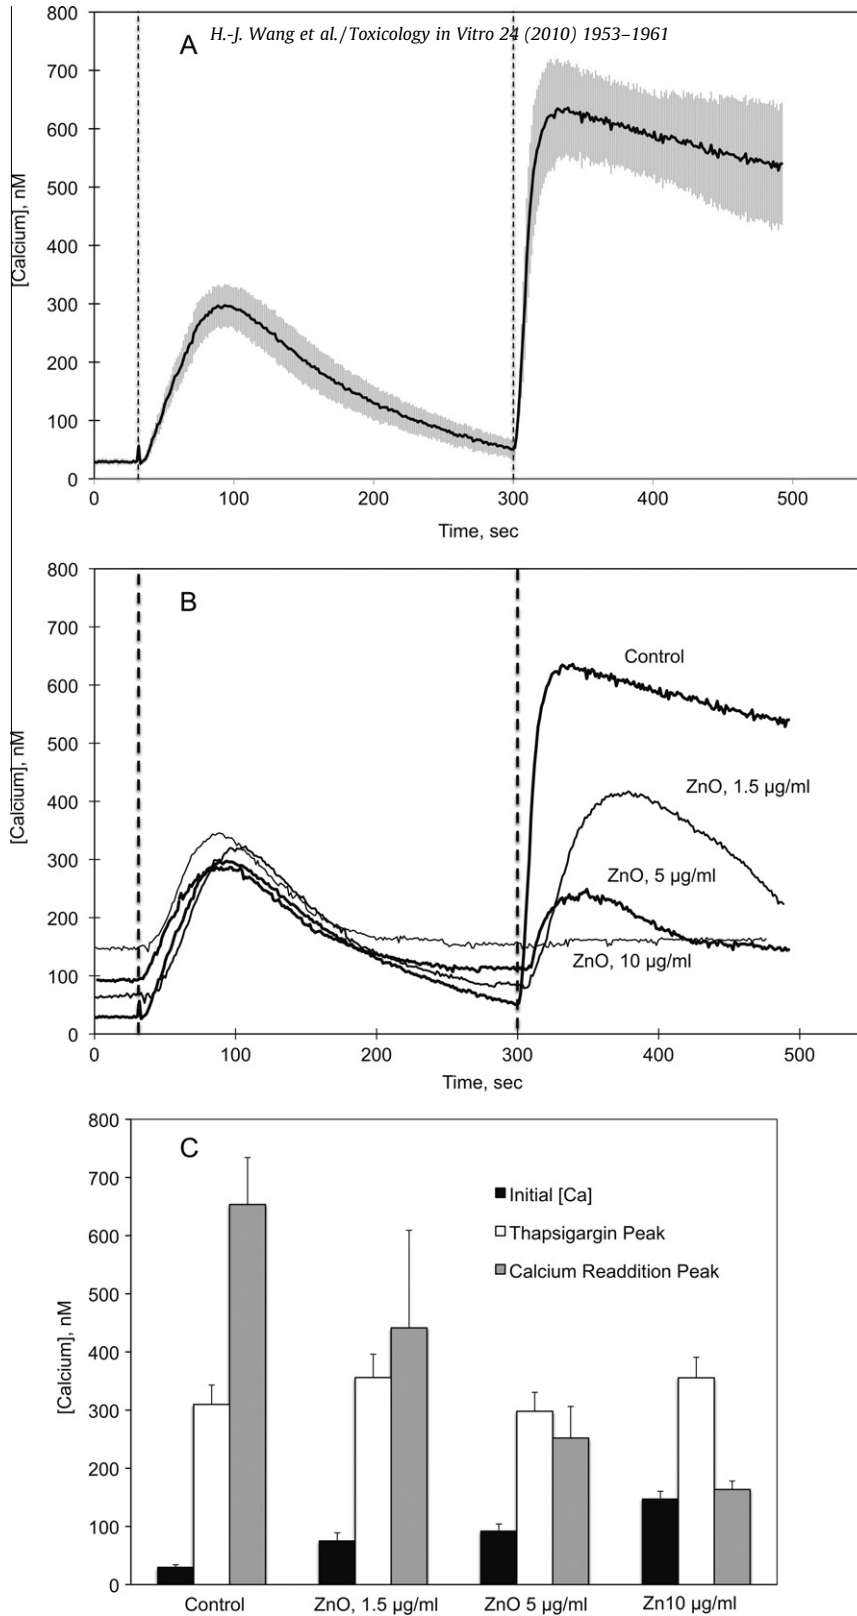 H.-J. Wang et al./Toxicology in Vitro 24 (2010) 1953–1961
A
800
700
600
500
400
300
200
100
0
[Calcium], nM
0 100 200 300 400 500
Time, sec
B
800
700
600
500
400
300
200
100
0
[Calcium], nM
Control
ZnO, 1.5 µg/ml
ZnO, 5 µg/ml
ZnO, 10 µg/ml
0 100 200 300 400 500
Time, sec
C
800
700
600
500
400
300
200
100
0
[Calcium], nM
Initial [Ca]
Thapsigargin Peak
Calcium Readdition Peak
Control ZnO, 1.5 µg/ml ZnO 5 µg/ml Zn10 µg/ml